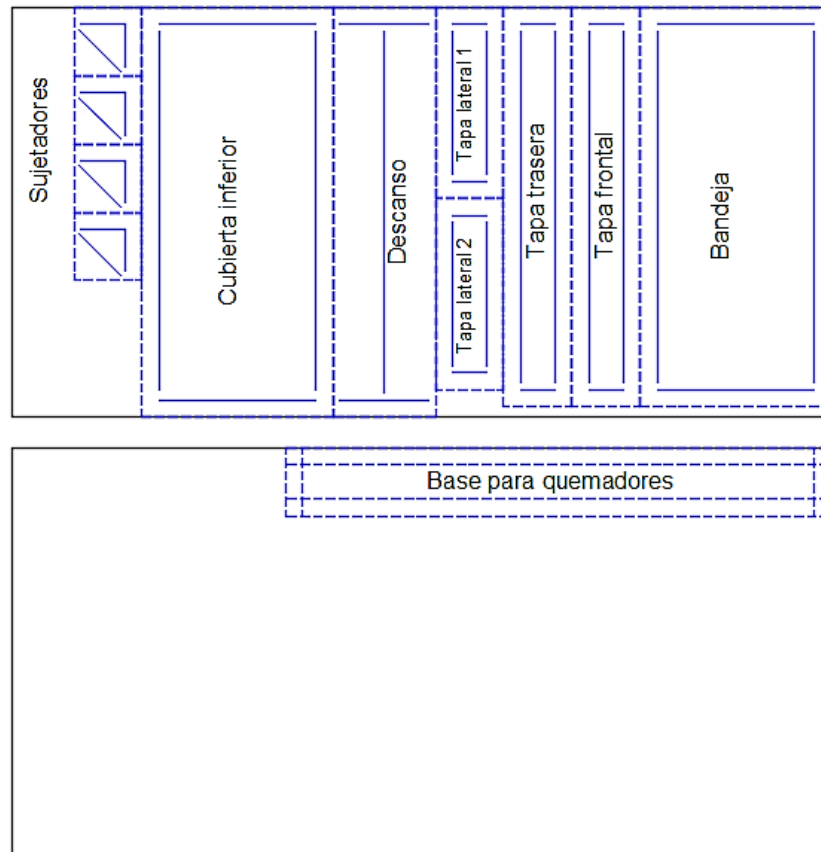 Sujetadores
Cubierta inferior
Descanso
Tapa lateral 1
Tapa lateral 2
Tapa trasera
Tapa frontal
Bandeja
Base para quemadores